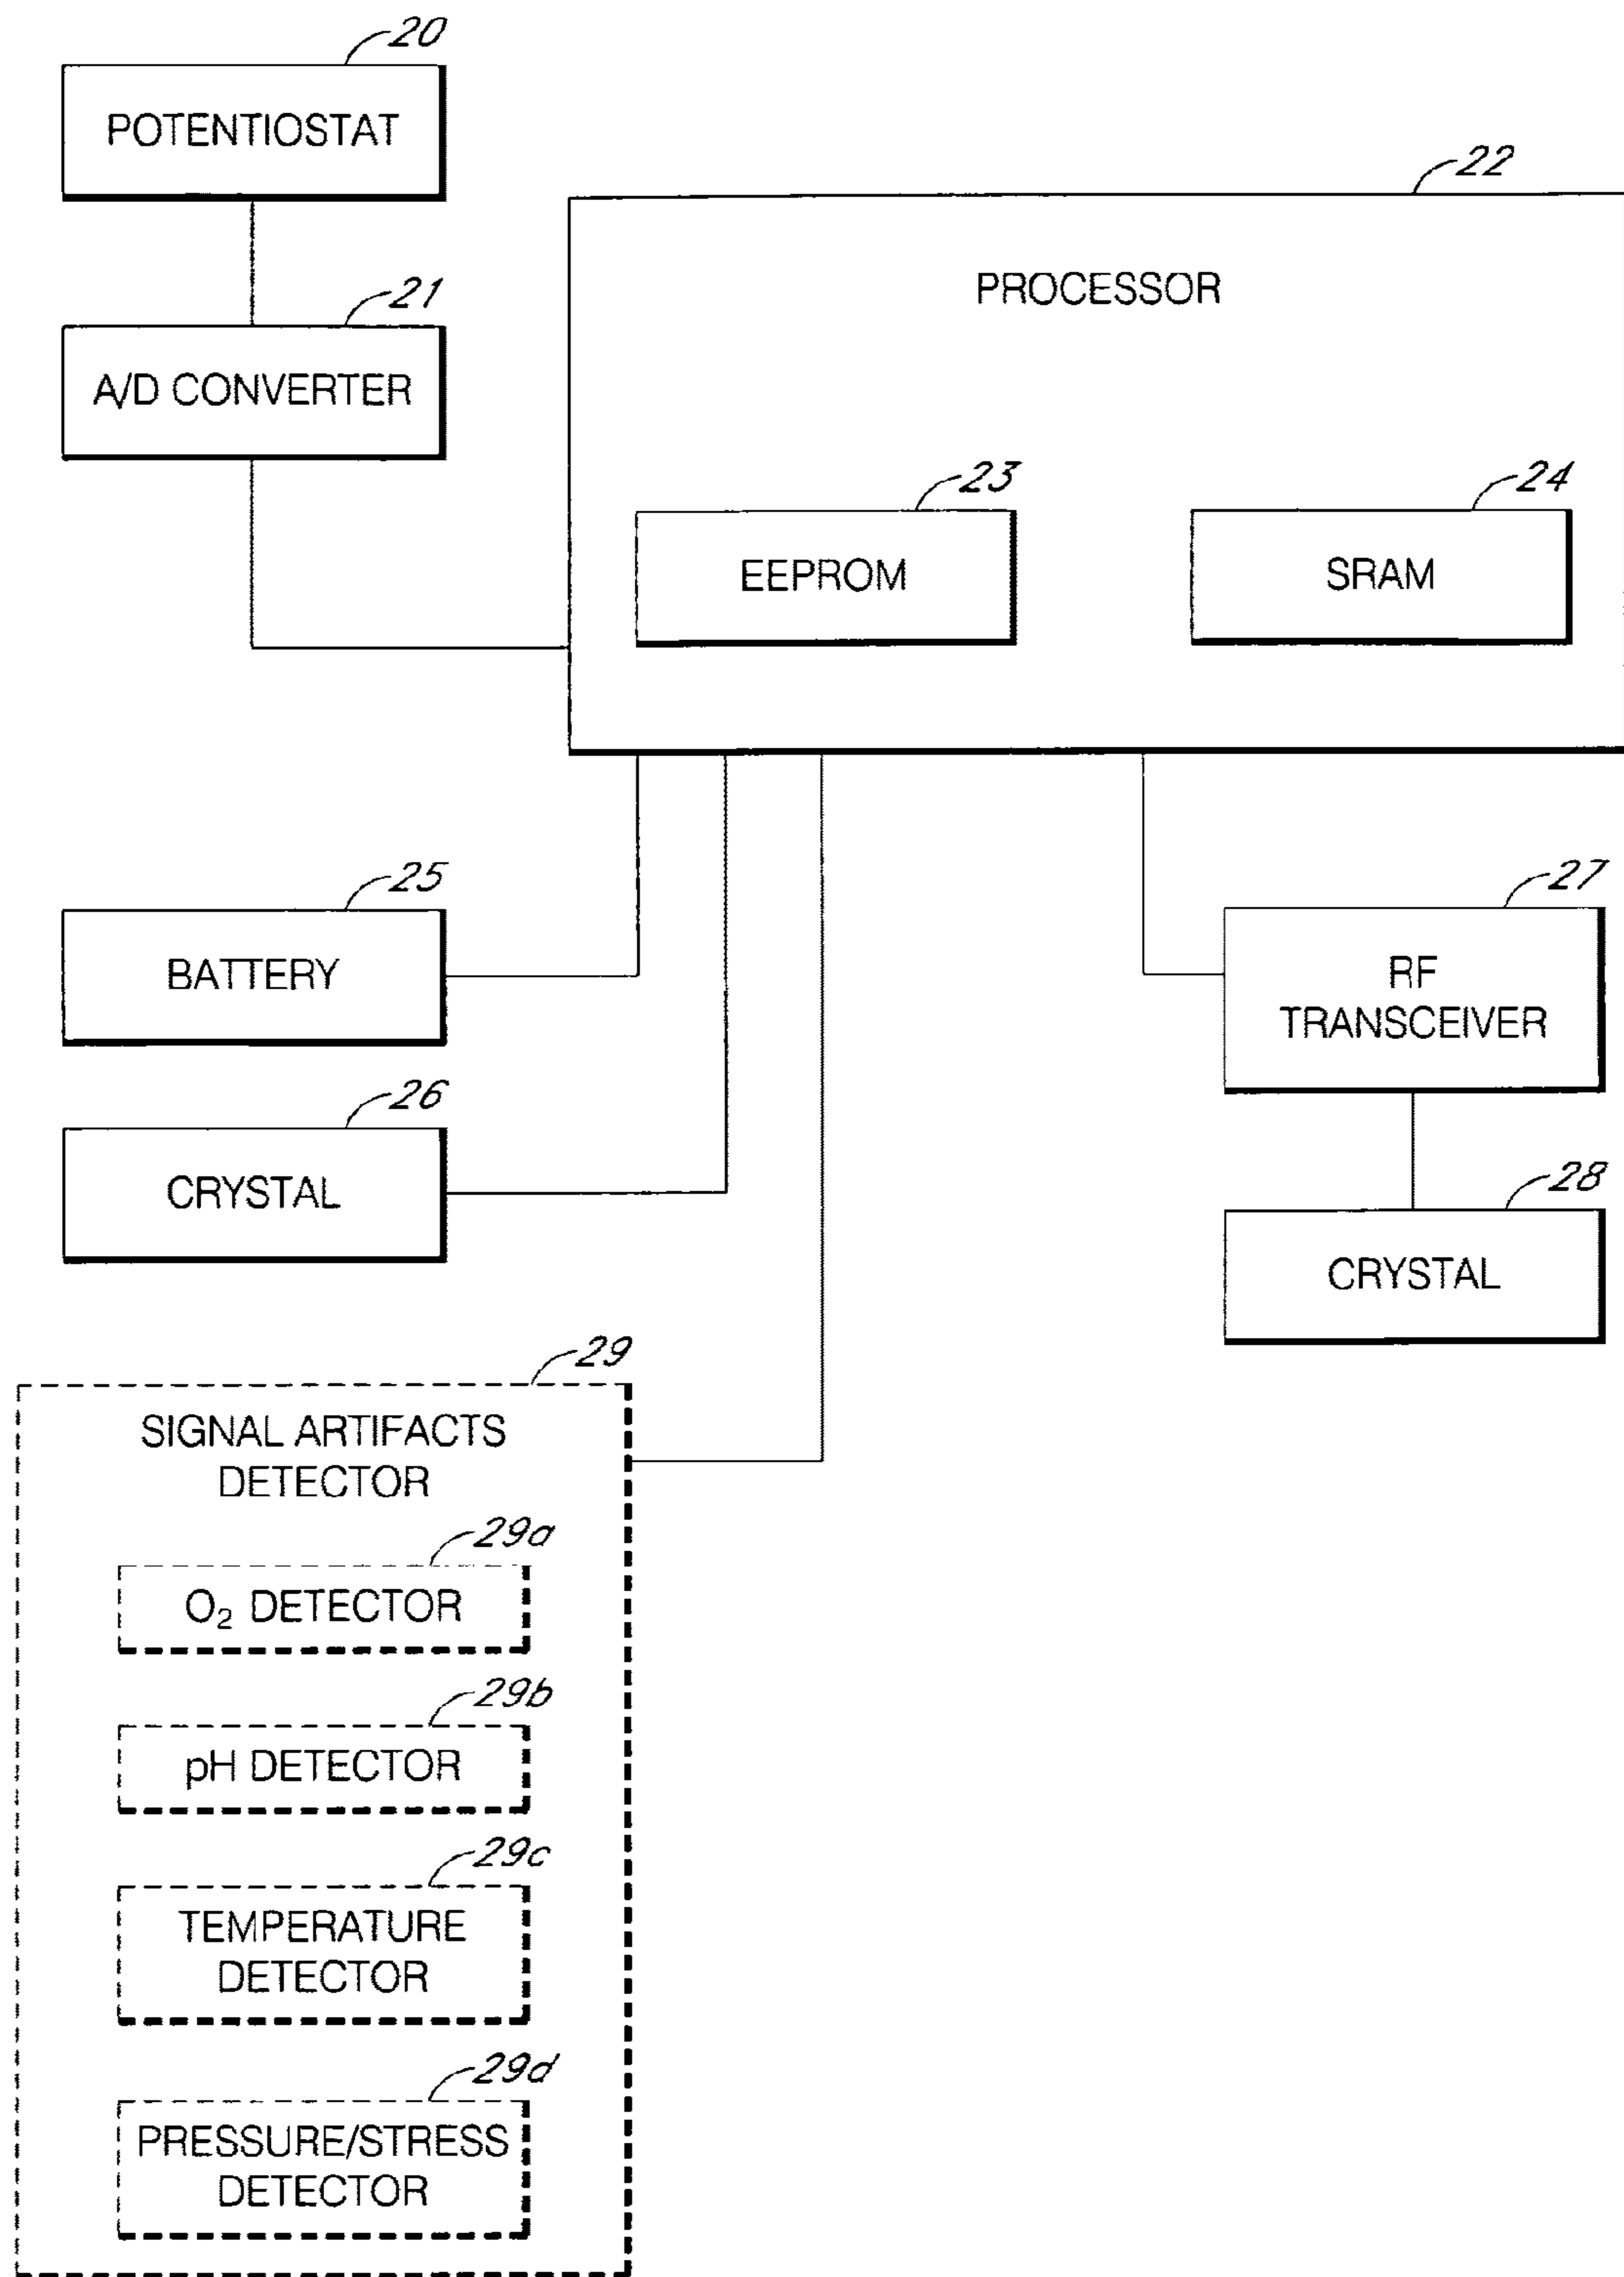 20
POTENTIOSTAT
21
A/D CONVERTER
22
PROCESSOR
23
EEPROM
24
SRAM
25
BATTERY
26
CRYSTAL
27
RF
TRANSCEIVER
28
CRYSTAL
29
SIGNAL ARTIFACTS
DETECTOR
29a
O₂ DETECTOR
29b
pH DETECTOR
29c
TEMPERATURE
DETECTOR
29d
PRESSURE/STRESS
DETECTOR